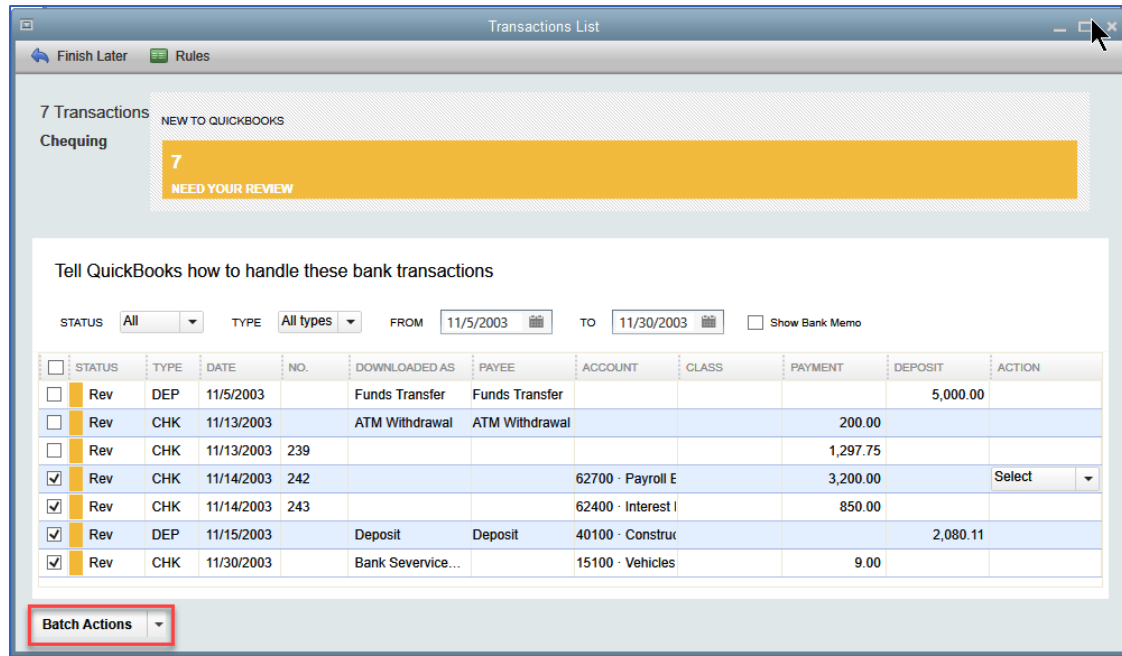 Transactions List
Finish Later Rules
7 Transactions
Chequing
NEW TO QUICKBOOKS
7
NEED YOUR REVIEW
Tell QuickBooks how to handle these bank transactions
STATUS All TYPE All types FROM 11/5/2003 TO 11/30/2003 Show Bank Memo
STATUS TYPE DATE NO. DOWNLOADED AS PAYEE ACCOUNT CLASS PAYMENT DEPOSIT ACTION
Rev DEP 11/5/2003 Funds Transfer Funds Transfer 5,000.00
Rev CHK 11/13/2003 ATM Withdrawal ATM Withdrawal 200.00
Rev CHK 11/13/2003 239 1,297.75
Rev CHK 11/14/2003 242 62700 · Payroll E 3,200.00 Select
Rev CHK 11/14/2003 243 62400 · Interest 850.00
Rev DEP 11/15/2003 Deposit Deposit 40100 · Construc 2,080.11
Rev CHK 11/30/2003 Bank Severvice... 15100 · Vehicles 9.00
Batch Actions